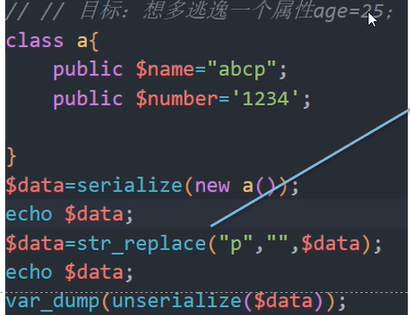 // // 目标：想多逃逸一个属性age=25;
class a{
public $name="abcp";
public $number='1234';
}
$data=serialize(new a());
echo $data;
$data=str_replace("p","",$data);
echo $data;
var_dump(unserialize($data));